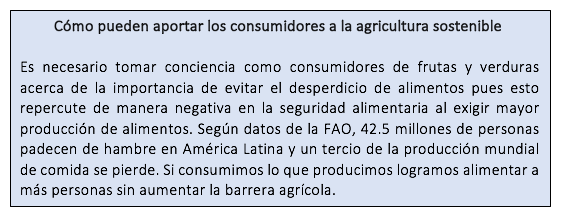 Cómo pueden aportar los consumidores a la agricultura sostenible
Es necesario tomar conciencia como consumidores de frutas y verduras
acerca de la importancia de evitar el desperdicio de alimentos pues esto
repercute de manera negativa en la seguridad alimentaria al exigir mayor
producción de alimentos. Según datos de la FAO, 42.5 millones de personas
padecen de hambre en América Latina y un tercio de la producción mundial
de comida se pierde. Si consumimos lo que producimos logramos alimentar a
más personas sin aumentar la barrera agrícola.